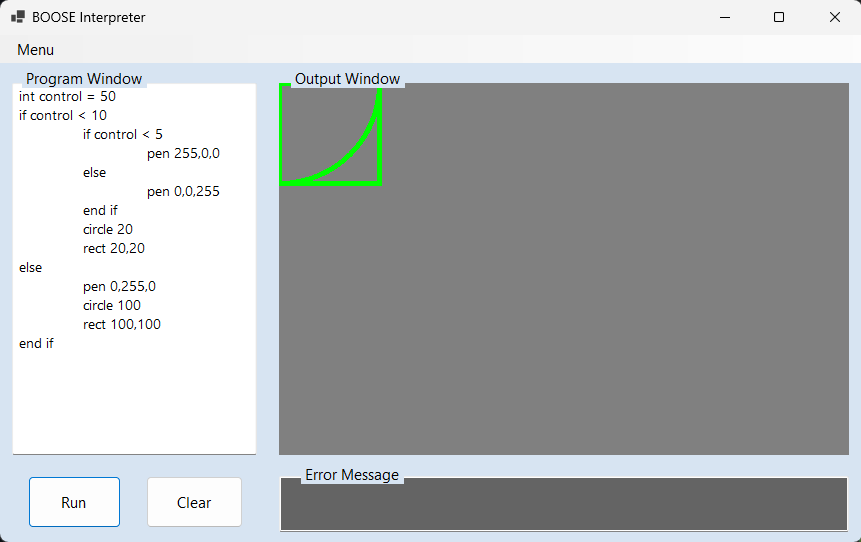 BOOSE Interpreter
Menu
Program Window
int control = 50
if control < 10
if control < 5
pen 255,0,0
else
pen 0,0,255
end if
circle 20
rect 20,20
else
pen 0,255,0
circle 100
rect 100,100
end if
Output Window
Error Message
Run
Clear